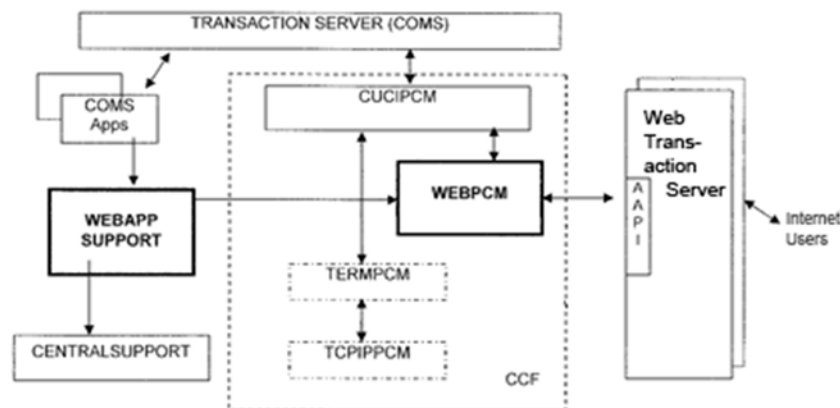 TRANSACTION SERVER (COMS)
COMS
Apps
CUCIPCM
Web
Trans-
action
Server
WEBAPP
SUPPORT
WEBPCM
A
A
P
I
Internet
Users
TERMPCM
CENTRALSUPPORT
TCPIPPCM
CCF